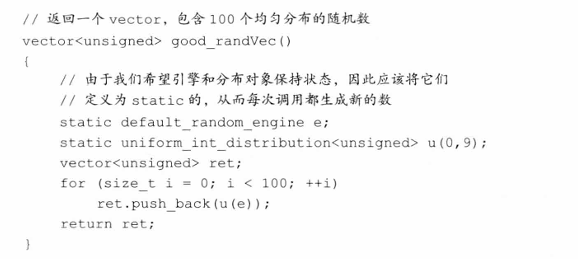 // 返回一个 vector，包含 100 个均匀分布的随机数
vector<unsigned> good_randVec()
{
    // 由于我们希望引擎和分布对象保持状态，因此应该将它们
    // 定义为 static 的，从而每次调用都生成新的数
    static default_random_engine e;
    static uniform_int_distribution<unsigned> u(0,9);
    vector<unsigned> ret;
    for (size_t i = 0; i < 100; ++i)
        ret.push_back(u(e));
    return ret;
}